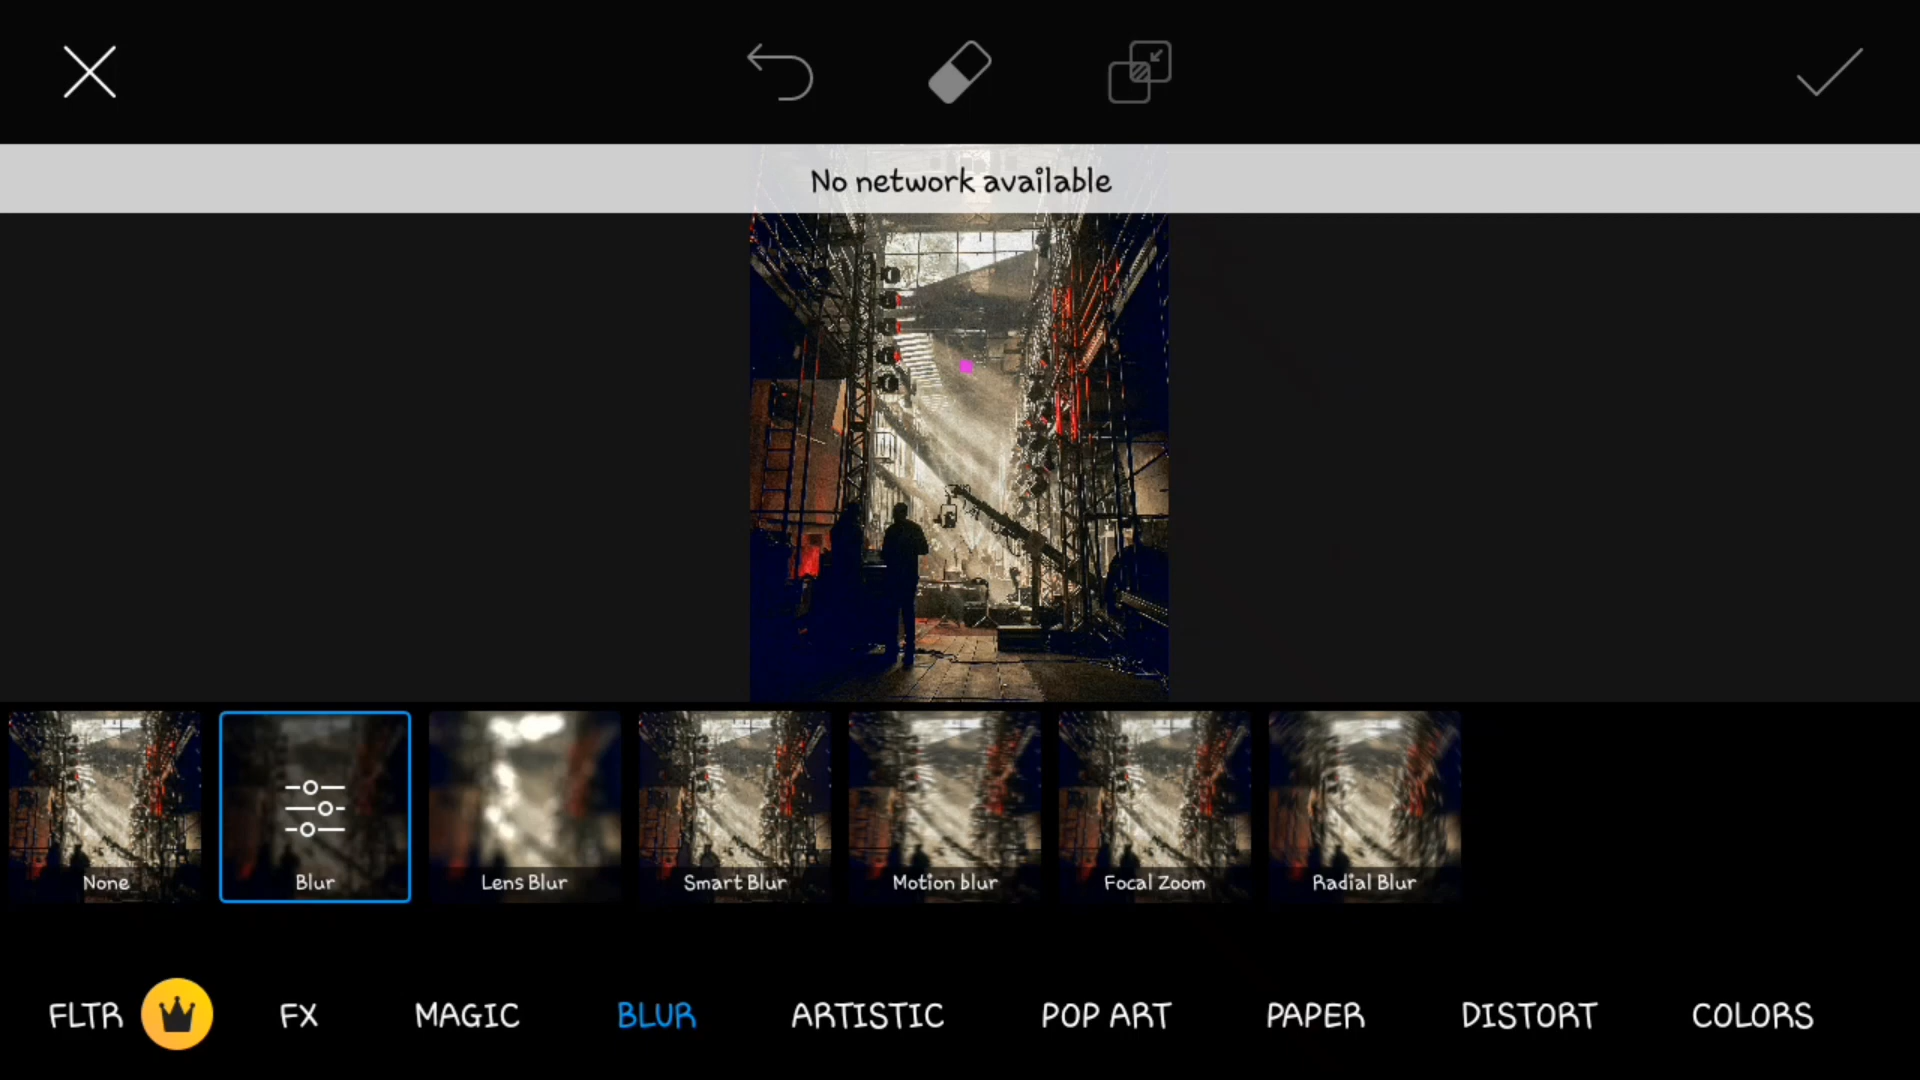 No network available
None
Blur
Lens Blur
Smart Blur
Motion blur
Focal Zoom
Radial Blur
FLTR FX MAGIC BLUR ARTISTIC POP ART PAPER DISTORT COLORS